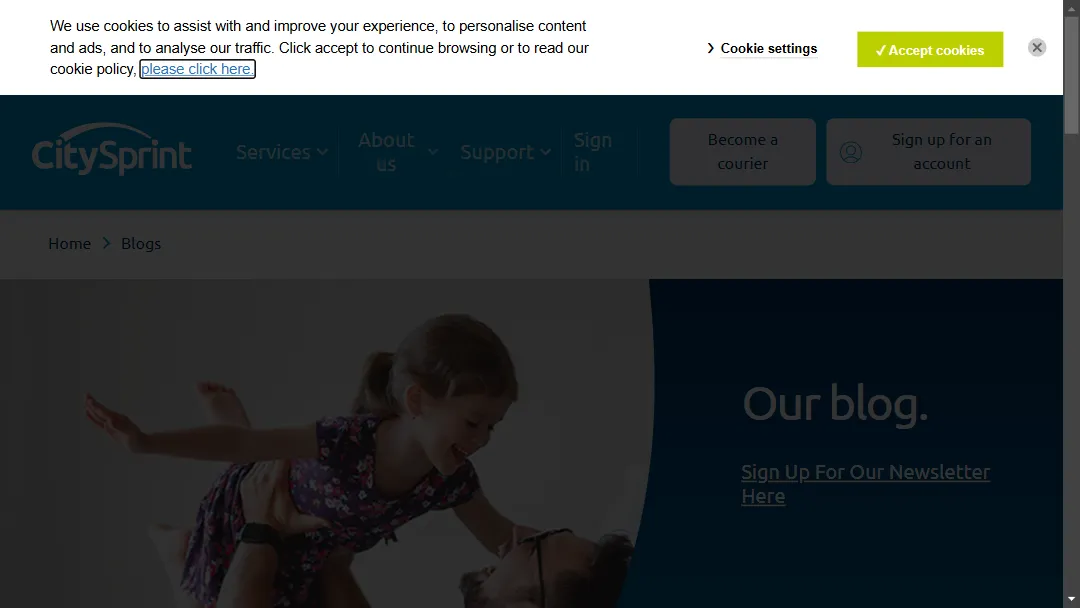 We use cookies to assist with and improve your experience, to personalise content
and ads, and to analyse our traffic. Click accept to continue browsing or to read our
cookie policy, please click here.
Cookie settings
✓ Accept cookies
CitySprint
Services
About
us
Support
Sign
in
Become a
courier
Sign up for an
account
Home
Blogs
Our blog.
Sign Up For Our Newsletter
Here